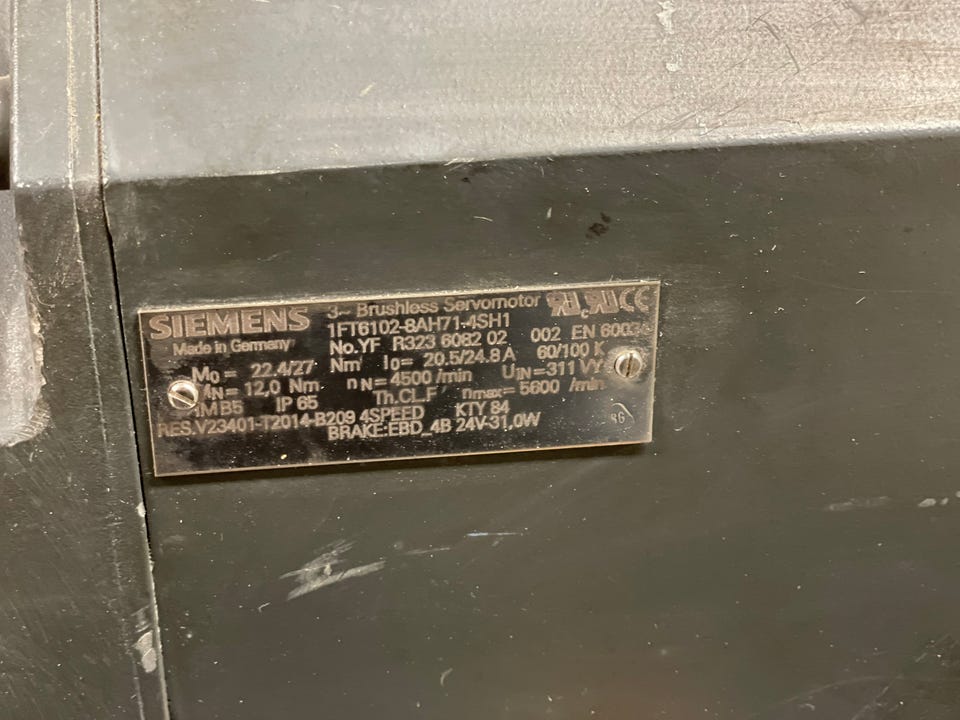 SIEMENS
Made in Germany
3~ Brushless Servomotor
1FT6102-8AH71-4SH1
No.YF R323 6082 02 002 EN 60034
M0= 22.4/27 Nm I0= 20.5/24.8 A 60/100 K
MN= 12,0 Nm nN=4500 /min UIN=311 VY
IM B5 IP 65 Th.CL.F nmax= 5600 /min
RES.V23401-T2014-B209 4SPEED KTY 84
BRAKE:EBD_4B 24V-31,0W